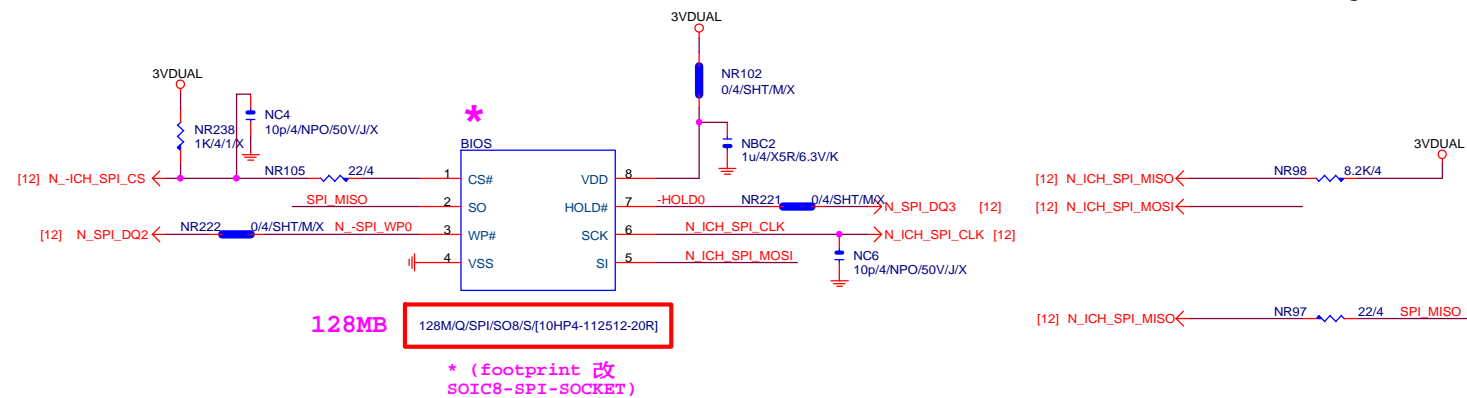 3VDUAL
NR102
0/4/SHT/M/X
3VDUAL
NR238
1K/4/1/X
NC4
10p/4/NPO/50V/J/X
*
BIOS
NBC2
1u/4/X5R/6.3V/K
[12] N_-ICH_SPI_CS
NR105
22/4
1
CS#
VDD
8
SPI_MISO
2
SO
HOLD#
7
-HOLD0
NR221
0/4/SHT/M/X
N_SPI_DQ3 [12]
[12] N_SPI_DQ2
NR222
0/4/SHT/M/X
N_-SPI_WP0
3
WP#
SCK
6
N_ICH_SPI_CLK
N_ICH_SPI_CLK [12]
4
VSS
SI
5
N_ICH_SPI_MOSI
NC6
10p/4/NPO/50V/J/X
128MB
128M/Q/SPI/SO8/S/[10HP4-112512-20R]
* (footprint 改
SOIC8-SPI-SOCKET)
3VDUAL
[12] N_ICH_SPI_MISO
NR98
8.2K/4
[12] N_ICH_SPI_MOSI
[12] N_ICH_SPI_MISO
NR97
22/4
SPI_MISO